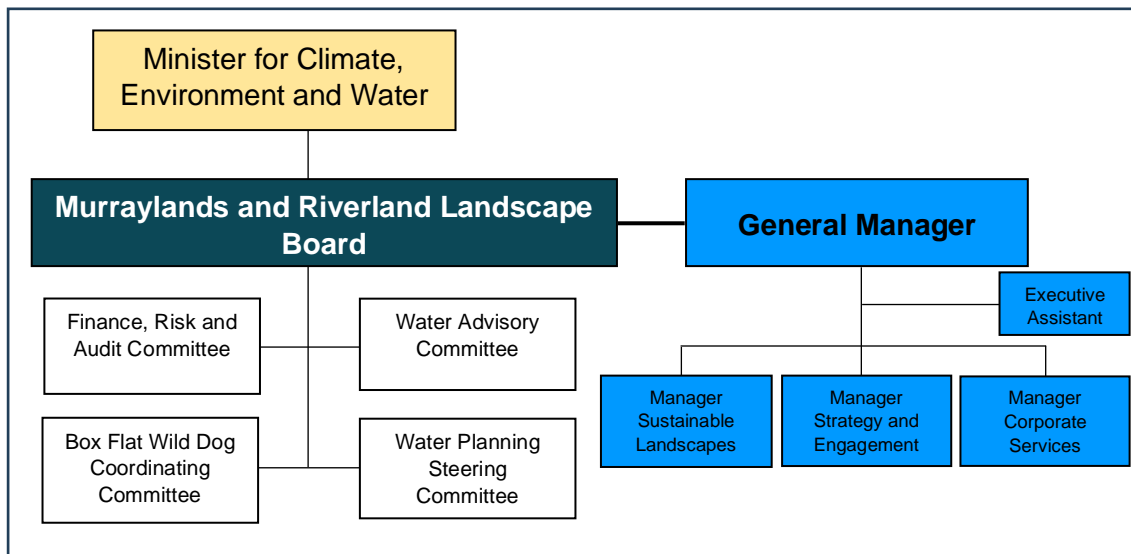 Minister for Climate,
Environment and Water
Murraylands and Riverland Landscape
Board
General Manager
Executive
Assistant
Finance, Risk and
Audit Committee
Water Advisory
Committee
Manager
Sustainable
Landscapes
Manager
Strategy and
Engagement
Manager
Corporate
Services
Box Flat Wild Dog
Coordinating
Committee
Water Planning
Steering
Committee